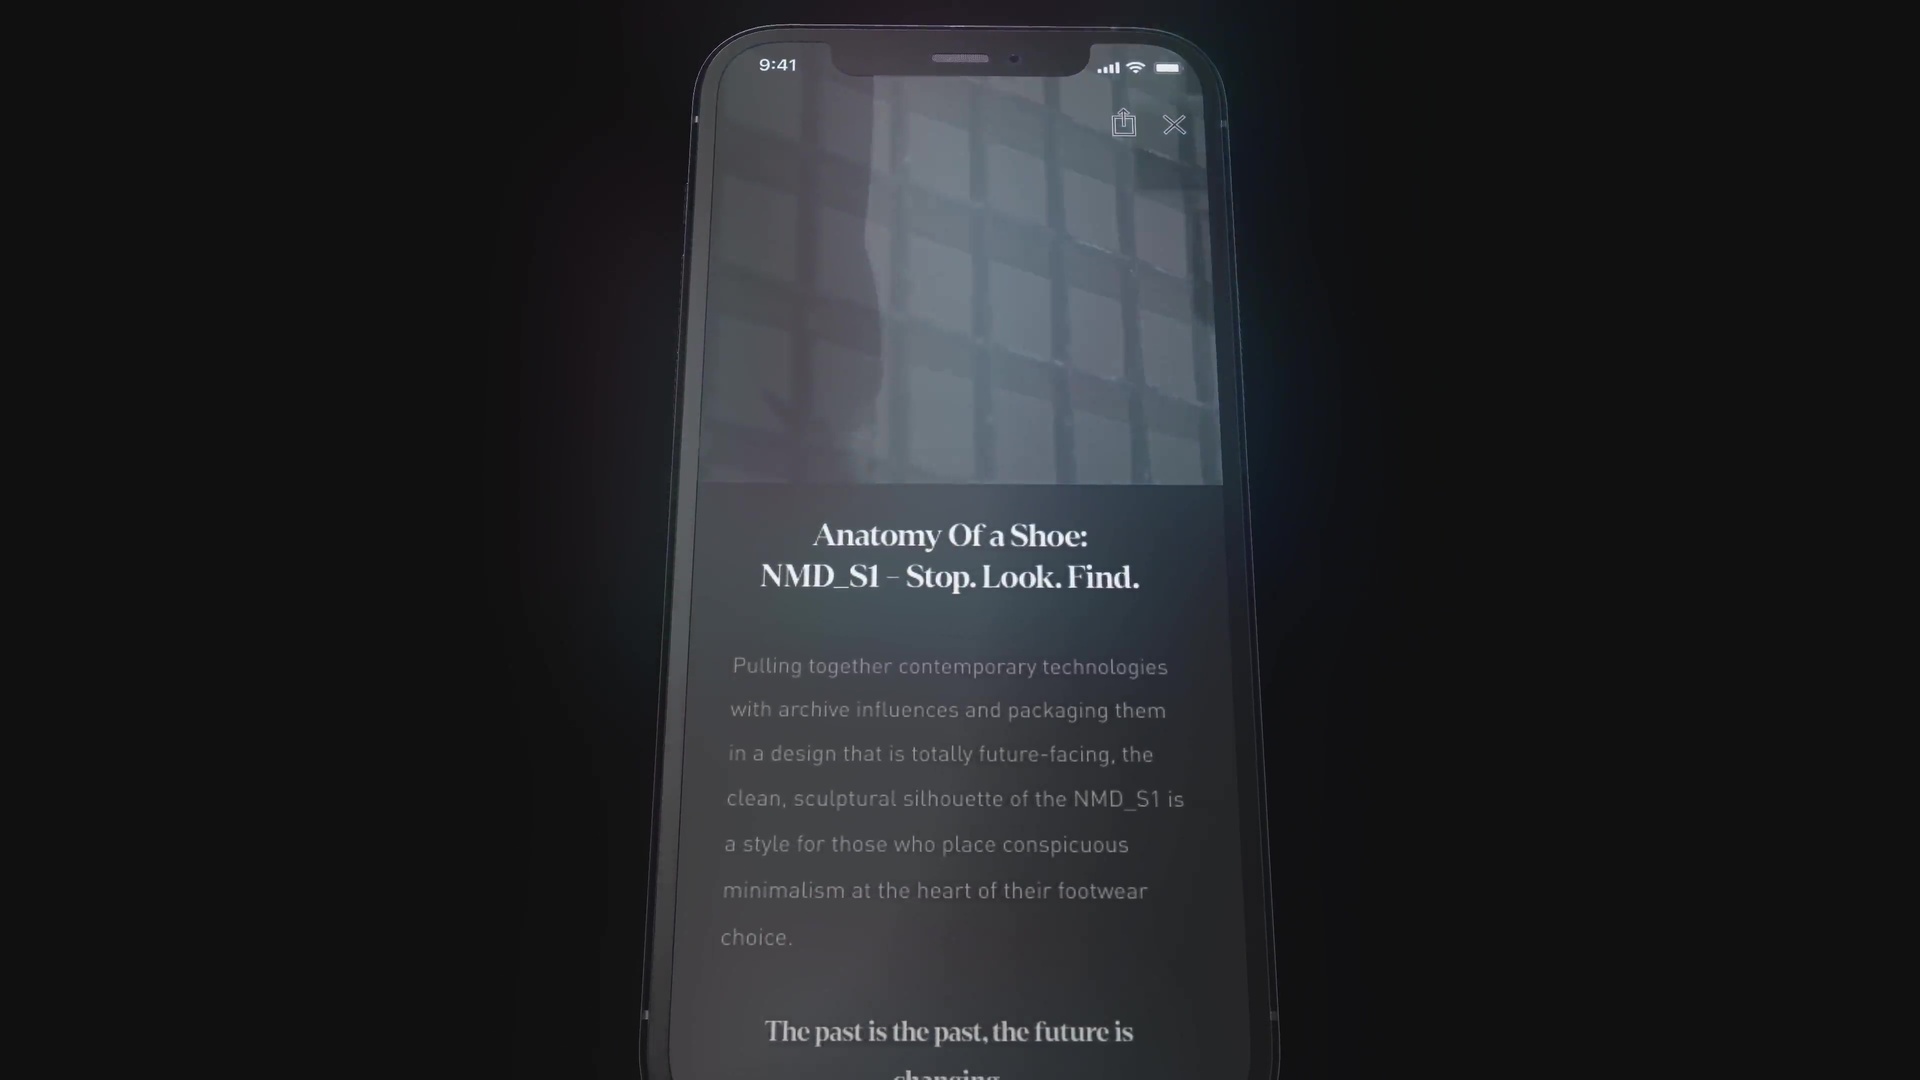 9:41
Anatomy Of a Shoe:
NMD_S1 – Stop. Look. Find.
Pulling together contemporary technologies
with archive influences and packaging them
in a design that is totally future-facing, the
clean, sculptural silhouette of the NMD_S1 is
a style for those who place conspicuous
minimalism at the heart of their footwear
choice.
The past is the past, the future is
changing